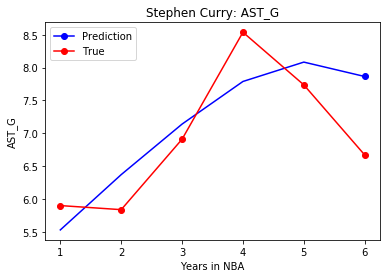 Stephen Curry: AST_G
Prediction
True
8.5
8.0
7.5
7.0
6.5
6.0
5.5
AST_G
1 2 3 4 5 6
Years in NBA